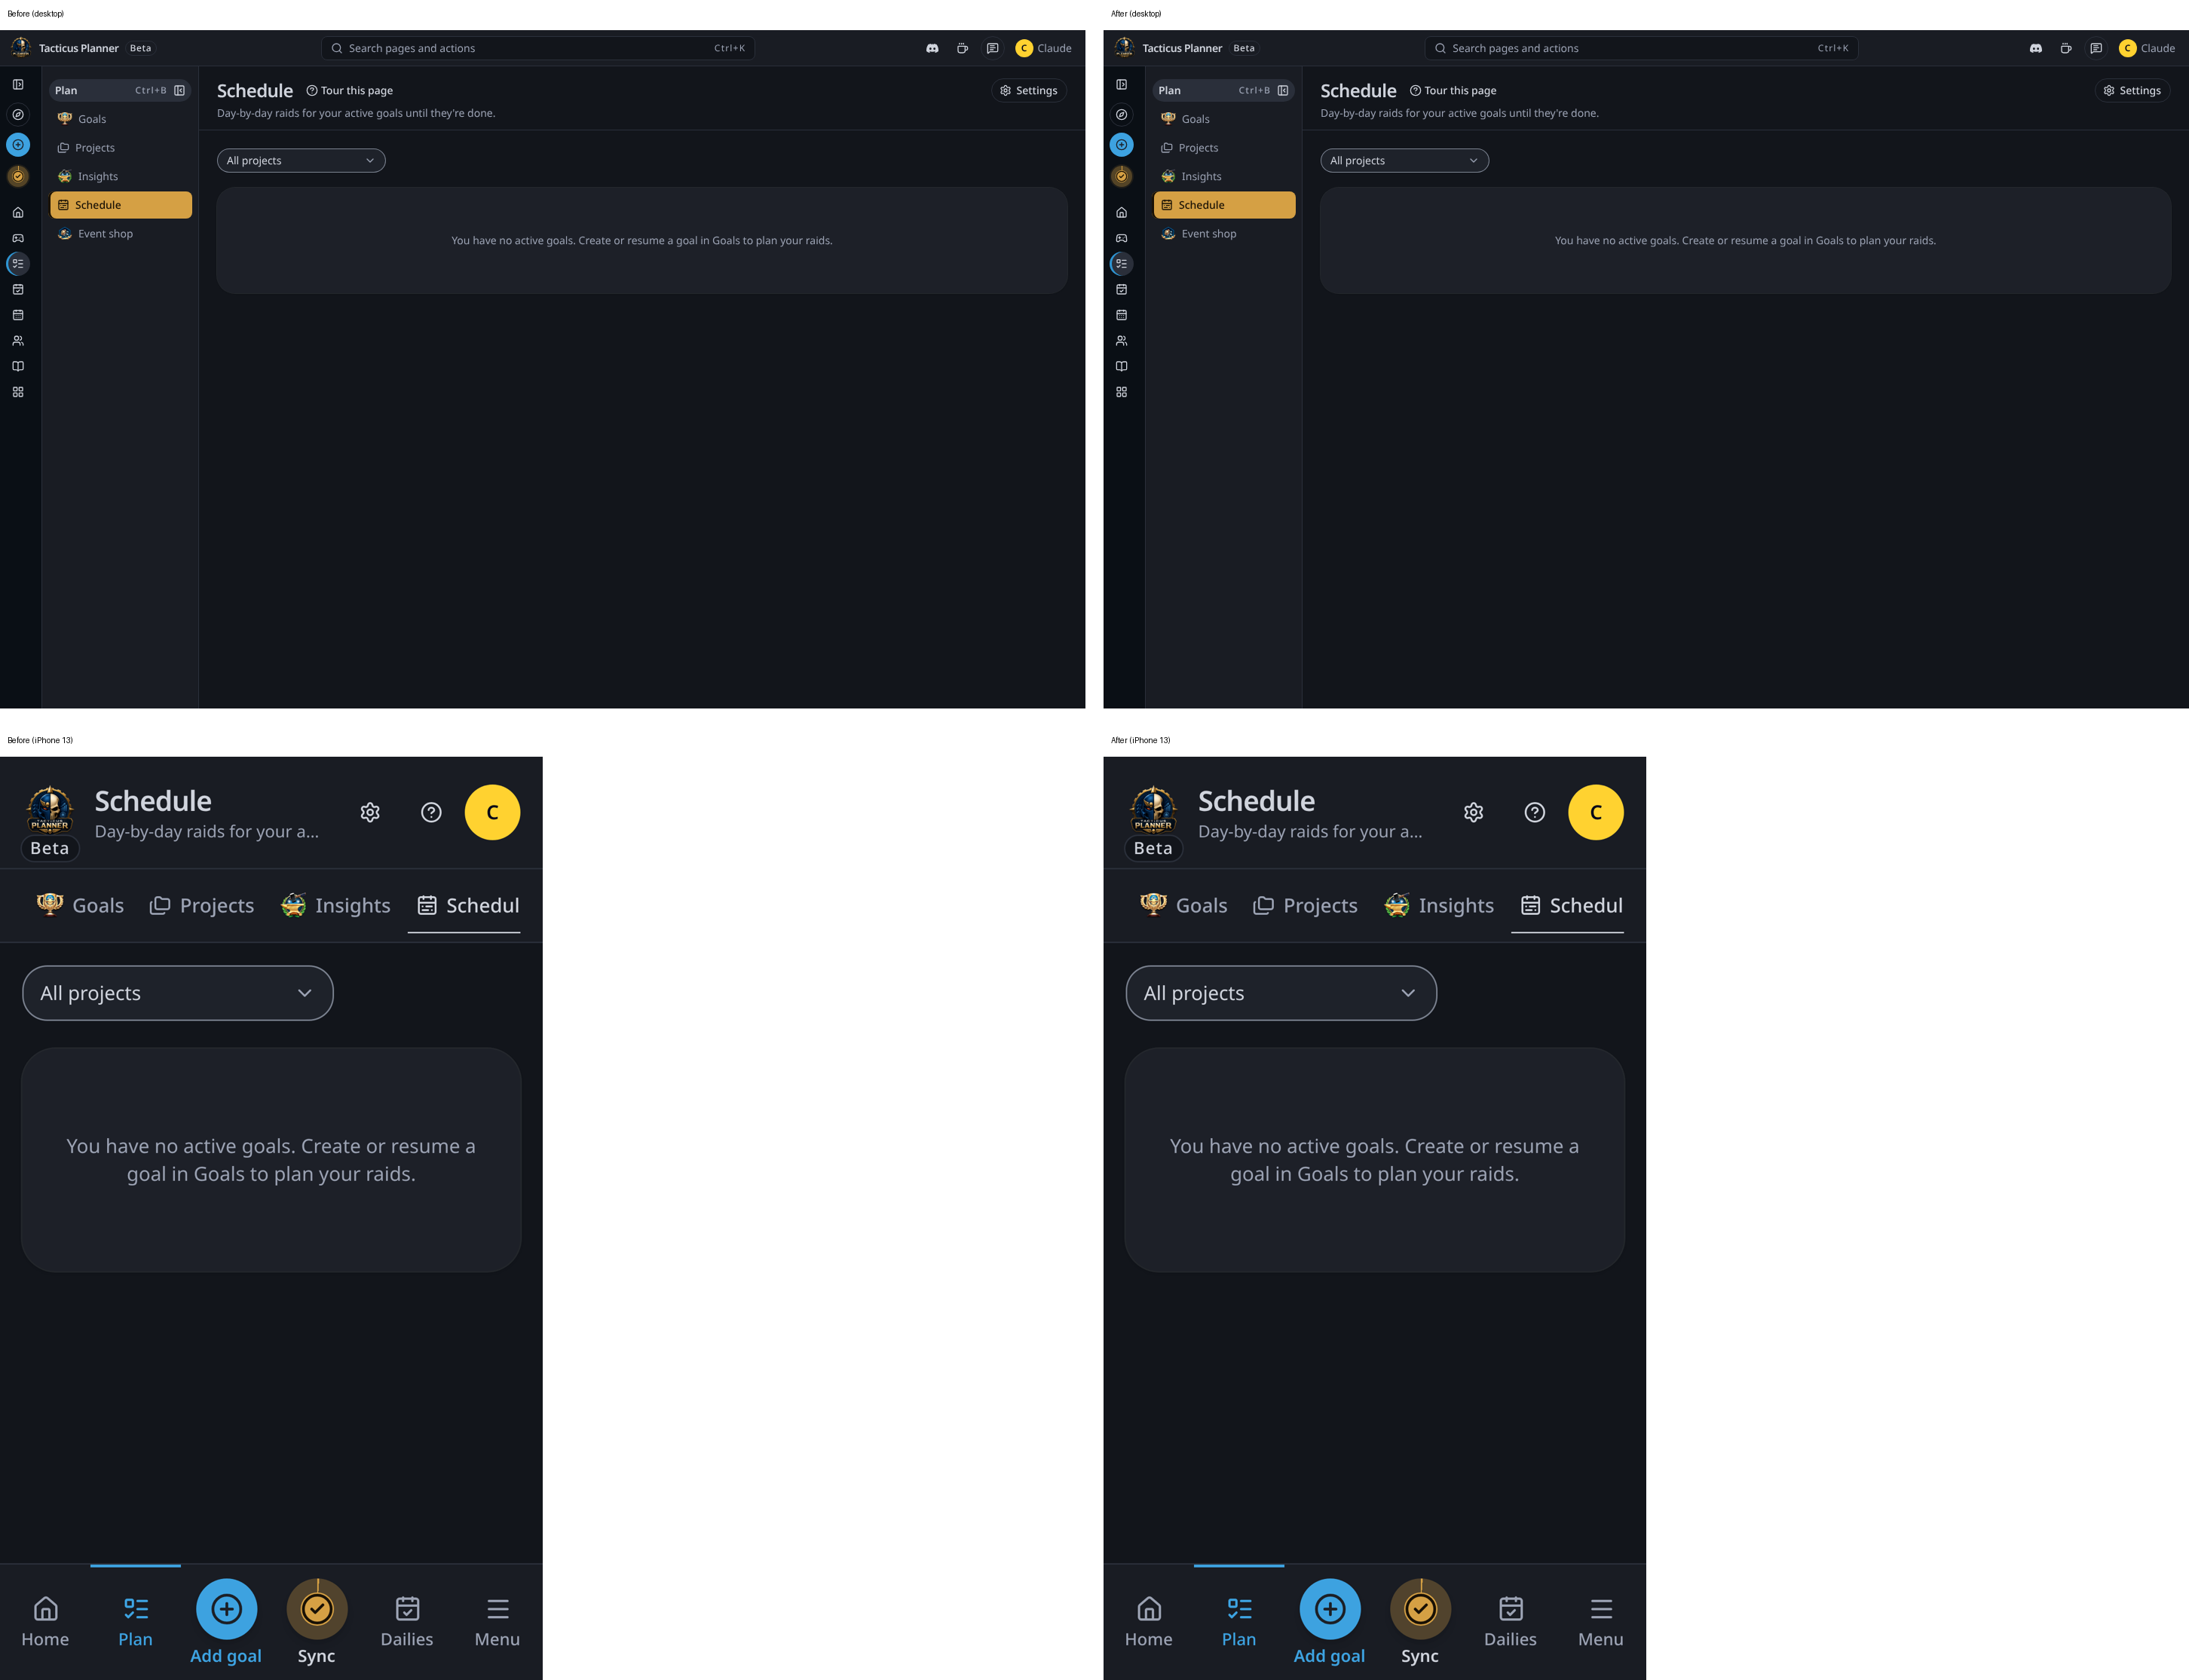 Before (desktop)
Tacticus Planner Beta
Search pages and actions Ctrl+K
C Claude
Plan Ctrl+B
Goals
Projects
Insights
Schedule
Event shop
Schedule Tour this page
Settings
Day-by-day raids for your active goals until they're done.
All projects
You have no active goals. Create or resume a goal in Goals to plan your raids.
After (desktop)
Tacticus Planner Beta
Search pages and actions Ctrl+K
C Claude
Plan Ctrl+B
Goals
Projects
Insights
Schedule
Event shop
Schedule Tour this page
Settings
Day-by-day raids for your active goals until they're done.
All projects
You have no active goals. Create or resume a goal in Goals to plan your raids.
Before (iPhone 13)
PLANNER
Beta
Schedule
Day-by-day raids for your a...
C
Goals Projects Insights Schedul
All projects
You have no active goals. Create or resume a
goal in Goals to plan your raids.
Home Plan Add goal Sync Dailies Menu
After (iPhone 13)
PLANNER
Beta
Schedule
Day-by-day raids for your a...
C
Goals Projects Insights Schedul
All projects
You have no active goals. Create or resume a
goal in Goals to plan your raids.
Home Plan Add goal Sync Dailies Menu